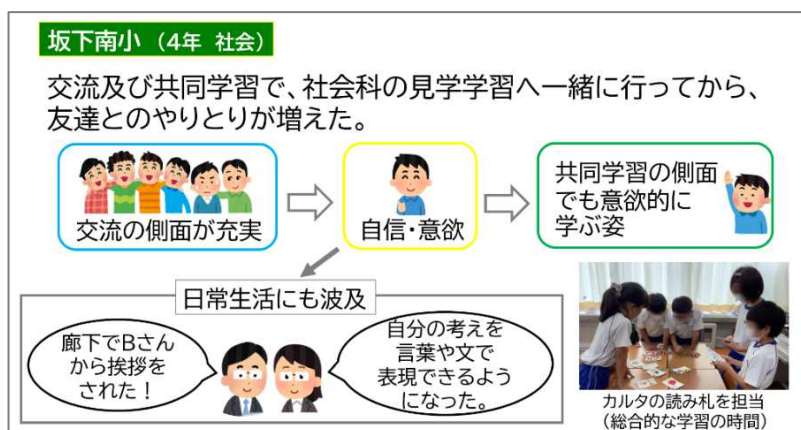 坂下南小（4年 社会）
交流及び共同学習で、社会科の見学学習へ一緒に行ってから、
友達とのやりとりが増えた。
交流の側面が充実
自信・意欲
共同学習の側面
でも意欲的に
学ぶ姿
日常生活にも波及
廊下でBさん
から挨拶を
された！
自分の考えを
言葉や文で
表現できるよう
になった。
カルタの読み札を担当
（総合的な学習の時間）